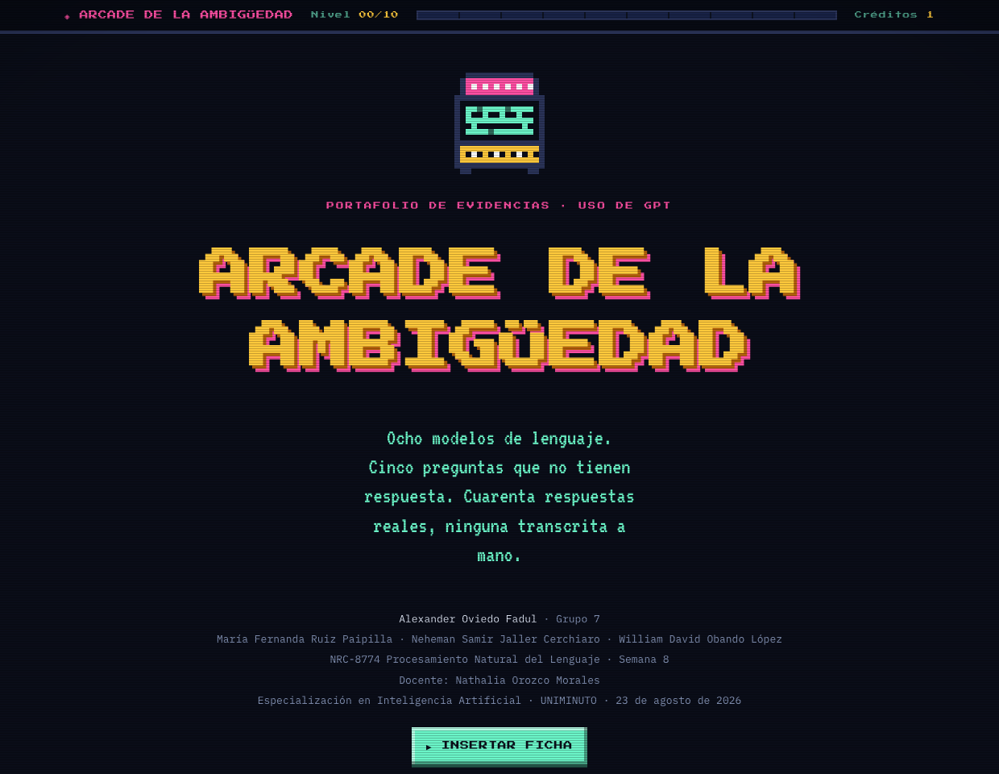 ARCADE DE LA AMBIGÜEDAD Nivel 00/10 Créditos 1
PORTAFOLIO DE EVIDENCIAS · USO DE GPT
ARCADE DE LA
AMBIGÜEDAD
Ocho modelos de lenguaje.
Cinco preguntas que no tienen
respuesta. Cuarenta respuestas
reales, ninguna transcrita a
mano.
Alexander Oviedo Fadul · Grupo 7
María Fernanda Ruiz Paipilla · Neheman Samir Jaller Cerchiaro · William David Obando López
NRC-8774 Procesamiento Natural del Lenguaje · Semana 8
Docente: Nathalia Orozco Morales
Especialización en Inteligencia Artificial · UNIMINUTO · 23 de agosto de 2026
▶ INSERTAR FICHA